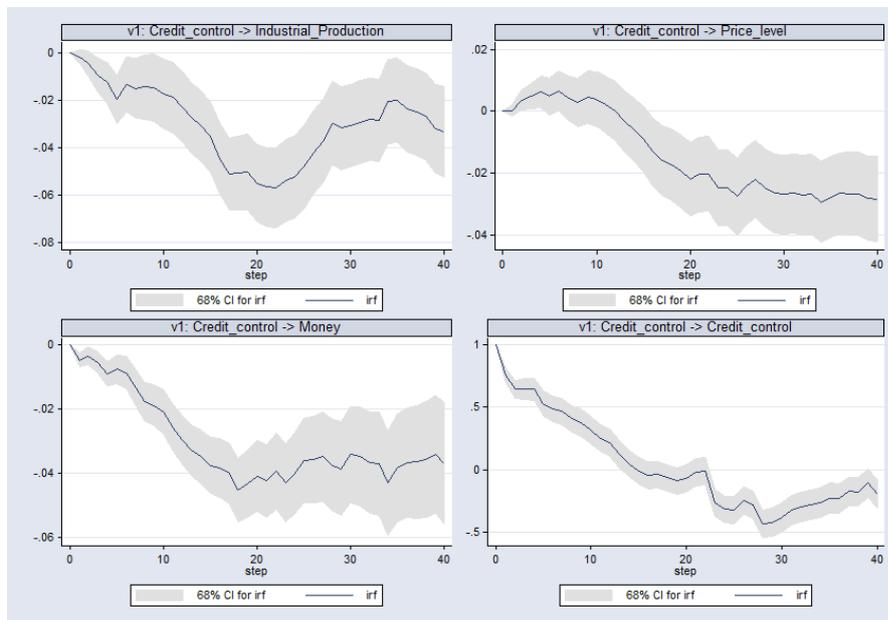 v1: Credit_control -> Industrial_Production
0
-.02
-.04
-.06
-.08
0 10 20 30 40
step
68% CI for irf irf
v1: Credit_control -> Price_level
.02
0
-.02
-.04
0 10 20 30 40
step
68% CI for irf irf
v1: Credit_control -> Money
0
-.02
-.04
-.06
0 10 20 30 40
step
68% CI for irf irf
v1: Credit_control -> Credit_control
1
.5
0
-.5
0 10 20 30 40
step
68% CI for irf irf